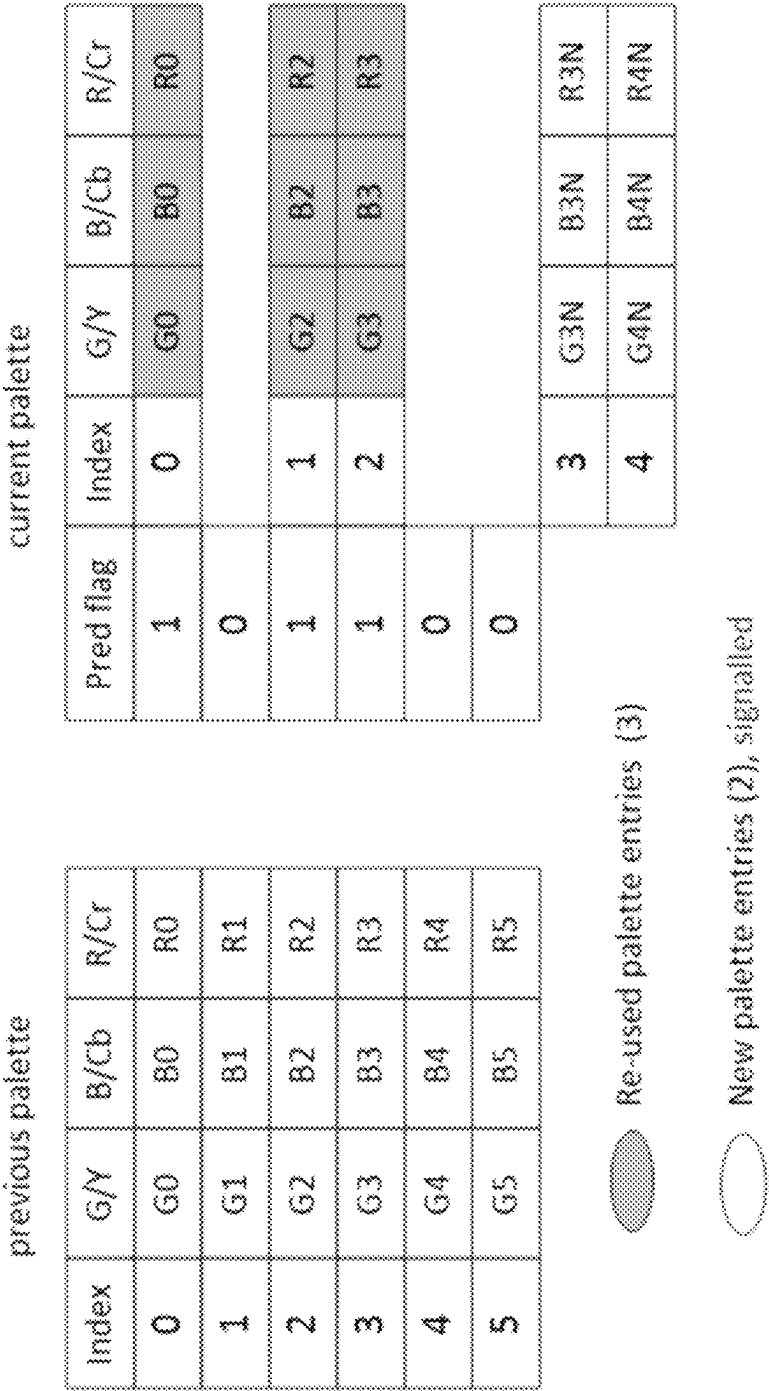 previous palette
Index G/Y B/Cb R/Cr
0 G0 B0 R0
1 G1 B1 R1
2 G2 B2 R2
3 G3 B3 R3
4 G4 B4 R4
5 G5 B5 R5
current palette
Pred flag Index G/Y B/Cb R/Cr
1 0 G0 B0 R0
0
1 1 G2 B2 R2
1 2 G3 B3 R3
0
0
3 G3N B3N R3N
4 G4N B4N R4N
Re-used palette entries (3)
New palette entries (2), signalled